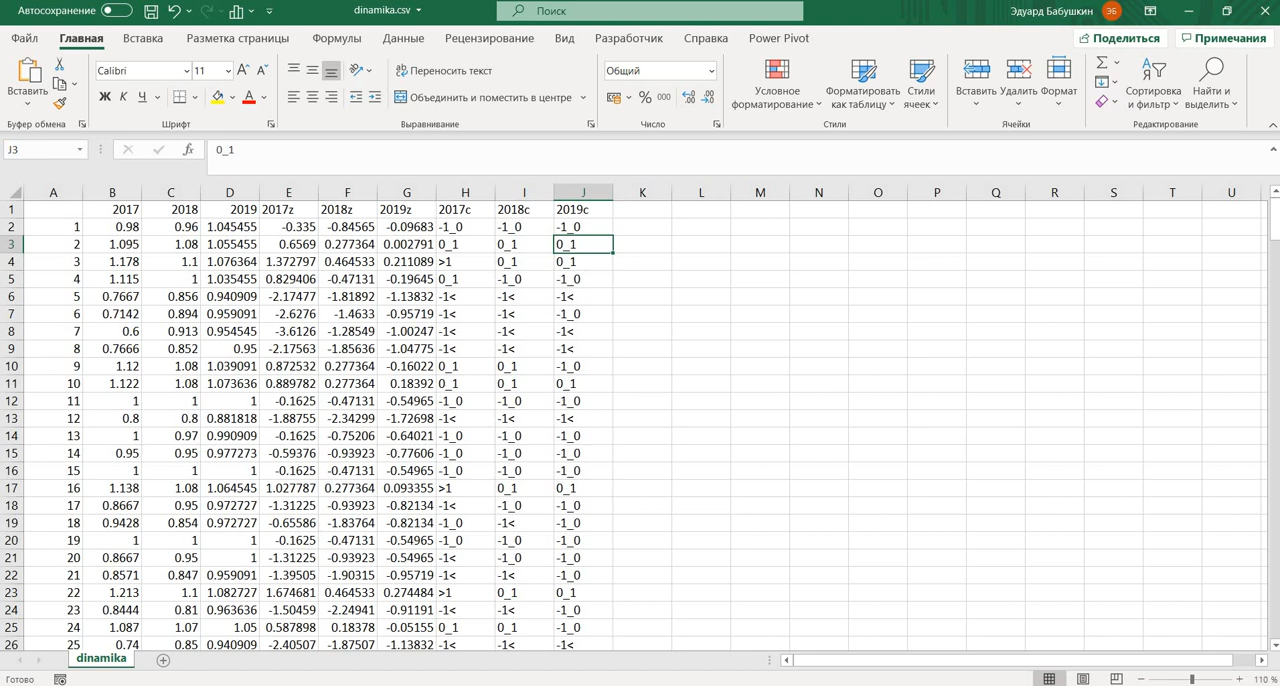 Автосохранение dinamika.csv Поиск Эдуард Бабушкин ЭБ
Файл Главная Вставка Разметка страницы Формулы Данные Рецензирование Вид Разработчик Справка Power Pivot Поделиться Примечания
Вставить Calibri 11 Переносить текст Общий Условное форматирование Форматировать как таблицу Стили ячеек Вставить Удалить Формат Сортировка и фильтр Найти и выделить
Ж К Ч Объединить и поместить в центре % 000
Буфер обмена Шрифт Выравнивание Число Стили Ячейки Редактирование
J3 fx 0_1
A B C D E F G H I J K L M N O P Q R S T U
1 2017 2018 2019 2017z 2018z 2019z 2017c 2018c 2019c
2 1 0.98 0.96 1.045455 -0.335 -0.84565 -0.09683 -1_0 -1_0 -1_0
3 2 1.095 1.08 1.055455 0.6569 0.277364 0.002791 0_1 0_1 0_1
4 3 1.178 1.1 1.076364 1.372797 0.464533 0.211089 >1 0_1 0_1
5 4 1.115 1 1.035455 0.829406 -0.47131 -0.19645 0_1 -1_0 -1_0
6 5 0.7667 0.856 0.940909 -2.17477 -1.81892 -1.13832 -1< -1< -1<
7 6 0.7142 0.894 0.959091 -2.6276 -1.4633 -0.95719 -1< -1< -1_0
8 7 0.6 0.913 0.954545 -3.6126 -1.28549 -1.00247 -1< -1< -1<
9 8 0.7666 0.852 0.95 -2.17563 -1.85636 -1.04775 -1< -1< -1<
10 9 1.12 1.08 1.039091 0.872532 0.277364 -0.16022 0_1 0_1 -1_0
11 10 1.122 1.08 1.073636 0.889782 0.277364 0.18392 0_1 0_1 0_1
12 11 1 1 1 -0.1625 -0.47131 -0.54965 -1_0 -1_0 -1_0
13 12 0.8 0.8 0.881818 -1.88755 -2.34299 -1.72698 -1< -1< -1<
14 13 1 0.97 0.990909 -0.1625 -0.75206 -0.64021 -1_0 -1_0 -1_0
15 14 0.95 0.95 0.977273 -0.59376 -0.93923 -0.77606 -1_0 -1_0 -1_0
16 15 1 1 1 -0.1625 -0.47131 -0.54965 -1_0 -1_0 -1_0
17 16 1.138 1.08 1.064545 1.027787 0.277364 0.093355 >1 0_1 0_1
18 17 0.8667 0.95 0.972727 -1.31225 -0.93923 -0.82134 -1< -1_0 -1_0
19 18 0.9428 0.854 0.972727 -0.65586 -1.83764 -0.82134 -1_0 -1< -1_0
20 19 1 1 1 -0.1625 -0.47131 -0.54965 -1_0 -1_0 -1_0
21 20 0.8667 0.95 1 -1.31225 -0.93923 -0.54965 -1< -1_0 -1_0
22 21 0.8571 0.847 0.959091 -1.39505 -1.90315 -0.95719 -1< -1< -1_0
23 22 1.213 1.1 1.082727 1.674681 0.464533 0.274484 >1 0_1 0_1
24 23 0.8444 0.81 0.963636 -1.50459 -2.24941 -0.91191 -1< -1< -1_0
25 24 1.087 1.07 1.05 0.587898 0.18378 -0.05155 0_1 0_1 -1_0
26 25 0.74 0.85 0.940909 -2.40507 -1.87507 -1.13832 -1< -1< -1<
dinamika
Готово 110 %